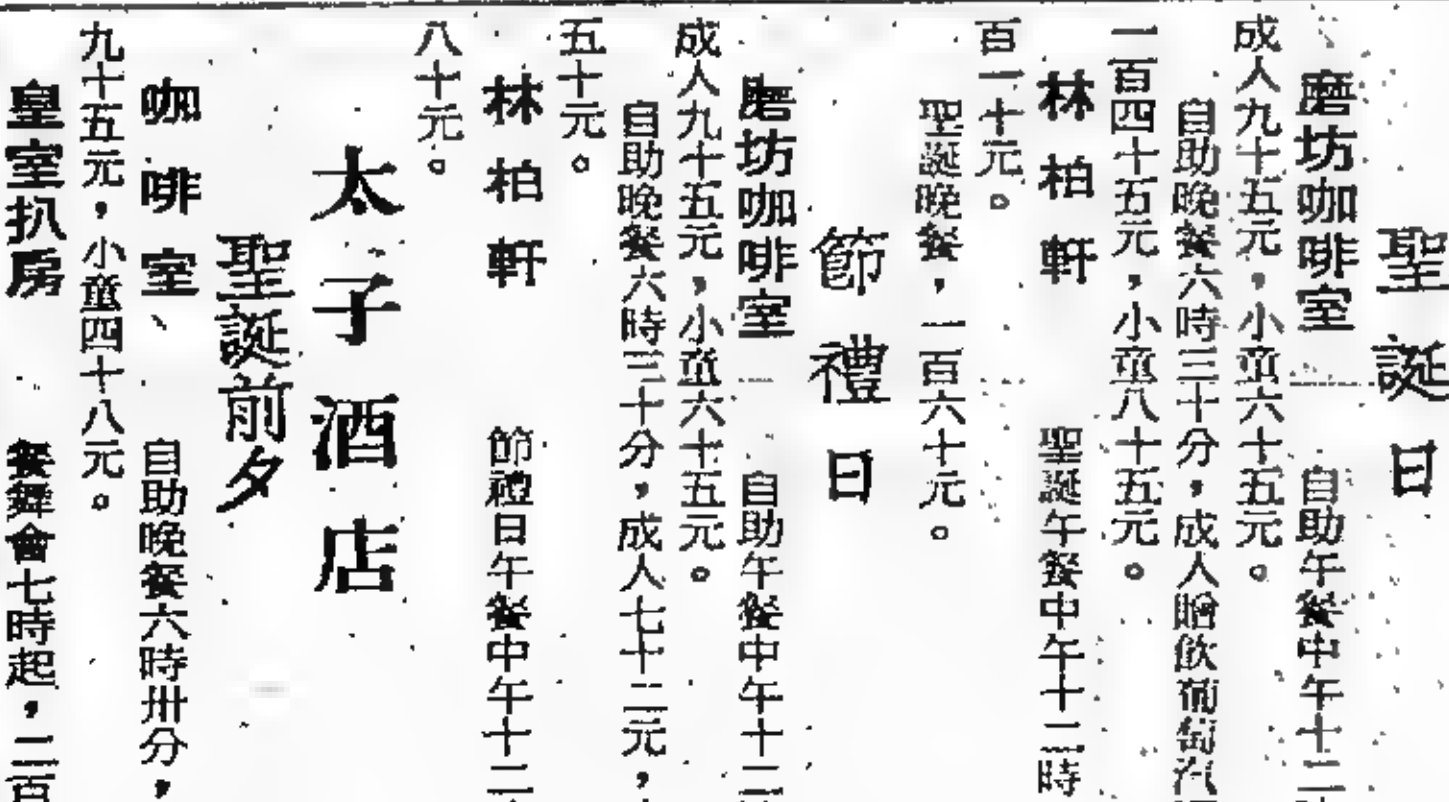 聖誕日
磨坊咖啡室 自助午餐中午十二
成人九十五元，小童六十五元。
自助晚餐六時三十分，成人贈飲葡萄汽
一百四十五元，小童八十五元。
林柏軒 聖誕午餐中午十二時
百一十元。
聖誕晚餐，一百六十元。
節禮日
磨坊咖啡室 自助午餐中午十二
成人九十五元，小童六十五元。
自助晚餐六時三十分，成人七十二元，
五十元。
林柏軒 節禮日午餐中午十二
八十元。
太子酒店
聖誕前夕
咖啡室、 自助晚餐六時卅分，
九十五元，小童四十八元。
皇室扒房 餐舞會七時起，二百